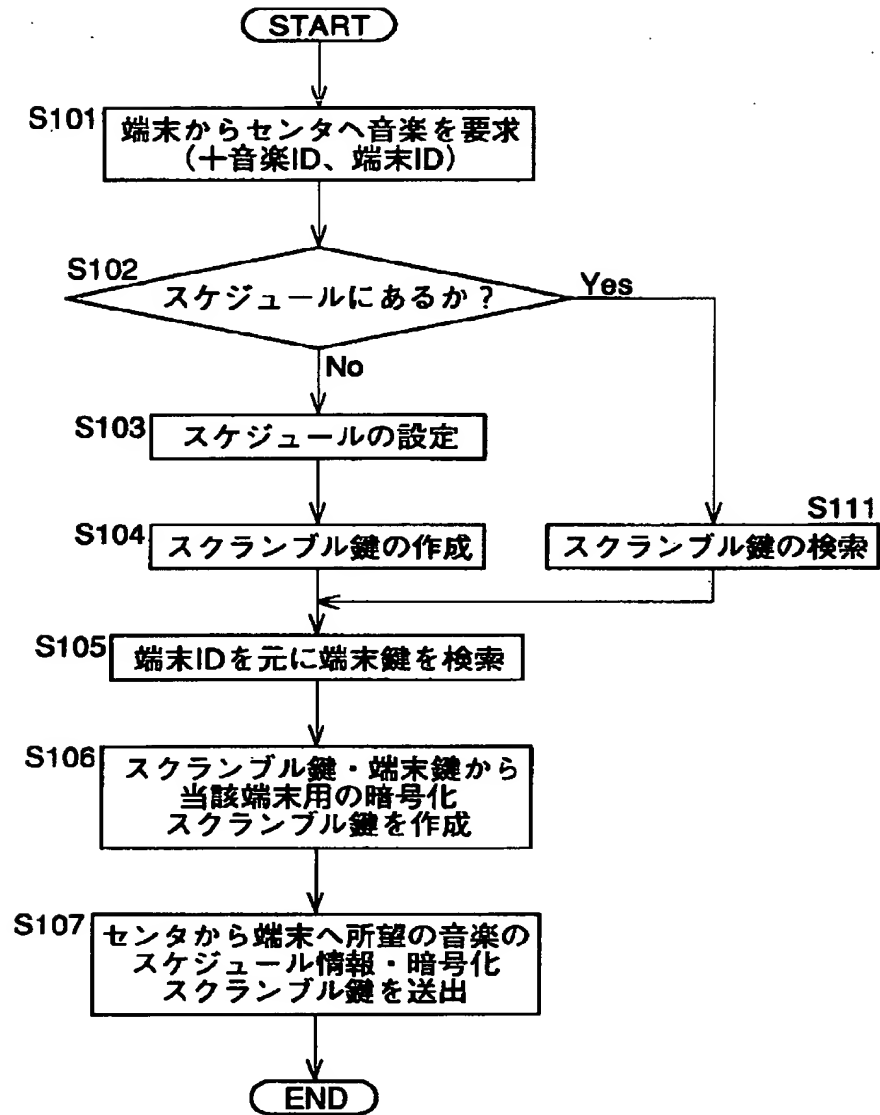 START
S101
端末からセンタへ音楽を要求
(+音楽ID、端末ID)
S102
スケジュールにあるか?
Yes
No
S103
スケジュールの設定
S104
スクランブル鍵の作成
S111
スクランブル鍵の検索
S105
端末IDを元に端末鍵を検索
S106
スクランブル鍵・端末鍵から
当該端末用の暗号化
スクランブル鍵を作成
S107
センタから端末へ所望の音楽の
スケジュール情報・暗号化
スクランブル鍵を送出
END